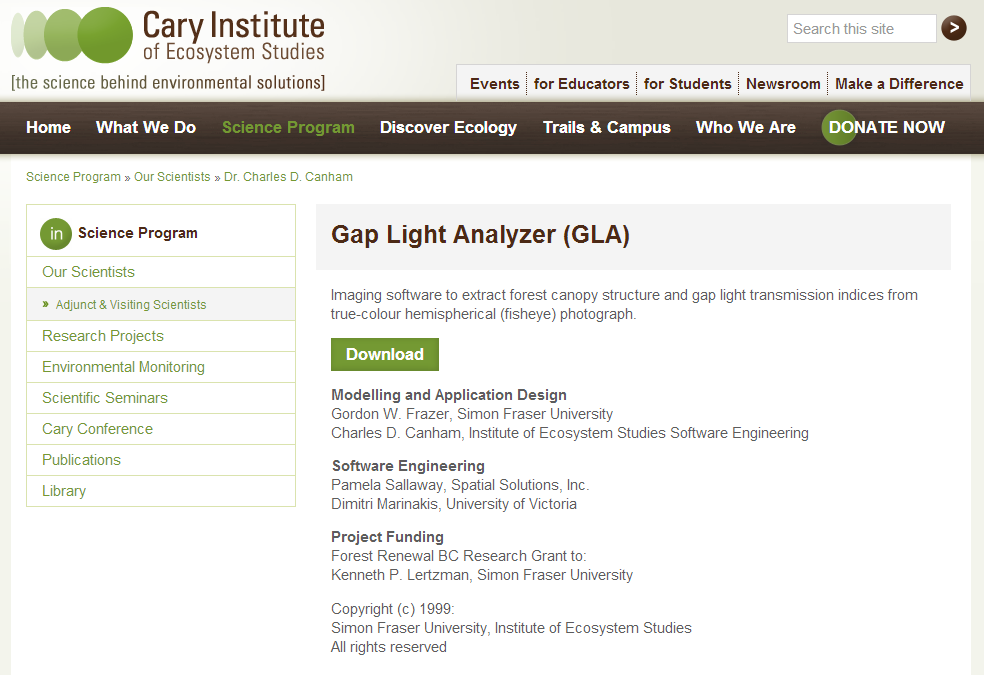 Cary Institute
of Ecosystem Studies
[the science behind environmental solutions]
Search this site
>
Events
for Educators
for Students
Newsroom
Make a Difference
Home
What We Do
Science Program
Discover Ecology
Trails & Campus
Who We Are
DONATE NOW
Science Program » Our Scientists » Dr. Charles D. Canham
in Science Program
Our Scientists
» Adjunct & Visiting Scientists
Research Projects
Environmental Monitoring
Scientific Seminars
Cary Conference
Publications
Library
Gap Light Analyzer (GLA)
Imaging software to extract forest canopy structure and gap light transmission indices from
true-colour hemispherical (fisheye) photograph.
Download
Modelling and Application Design
Gordon W. Frazer, Simon Fraser University
Charles D. Canham, Institute of Ecosystem Studies Software Engineering
Software Engineering
Pamela Sallaway, Spatial Solutions, Inc.
Dimitri Marinakis, University of Victoria
Project Funding
Forest Renewal BC Research Grant to:
Kenneth P. Lertzman, Simon Fraser University
Copyright (c) 1999:
Simon Fraser University, Institute of Ecosystem Studies
All rights reserved